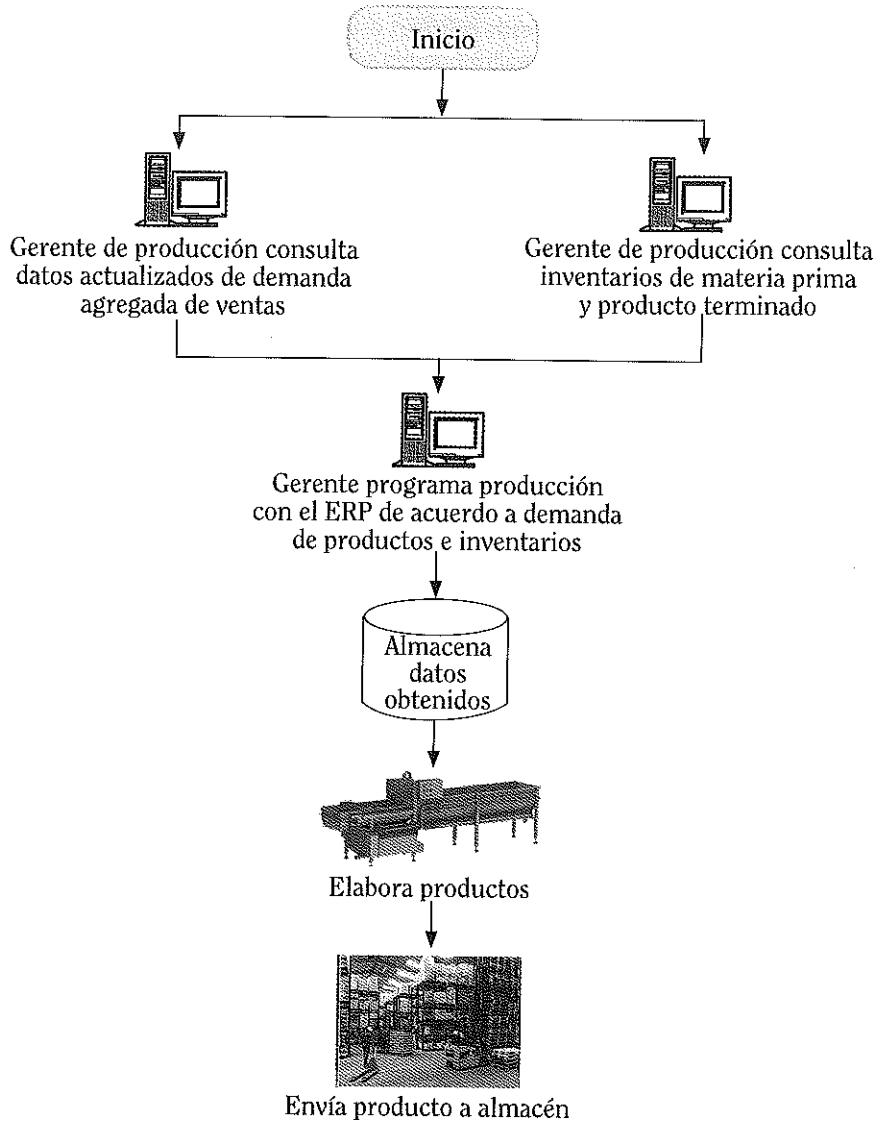 Inicio
Gerente de producción consulta
datos actualizados de demanda
agregada de ventas
Gerente de producción consulta
inventarios de materia prima
y producto terminado
Gerente programa producción
con el ERP de acuerdo a demanda
de productos e inventarios
Almacena
datos
obtenidos
Elabora productos
Envía producto a almacén